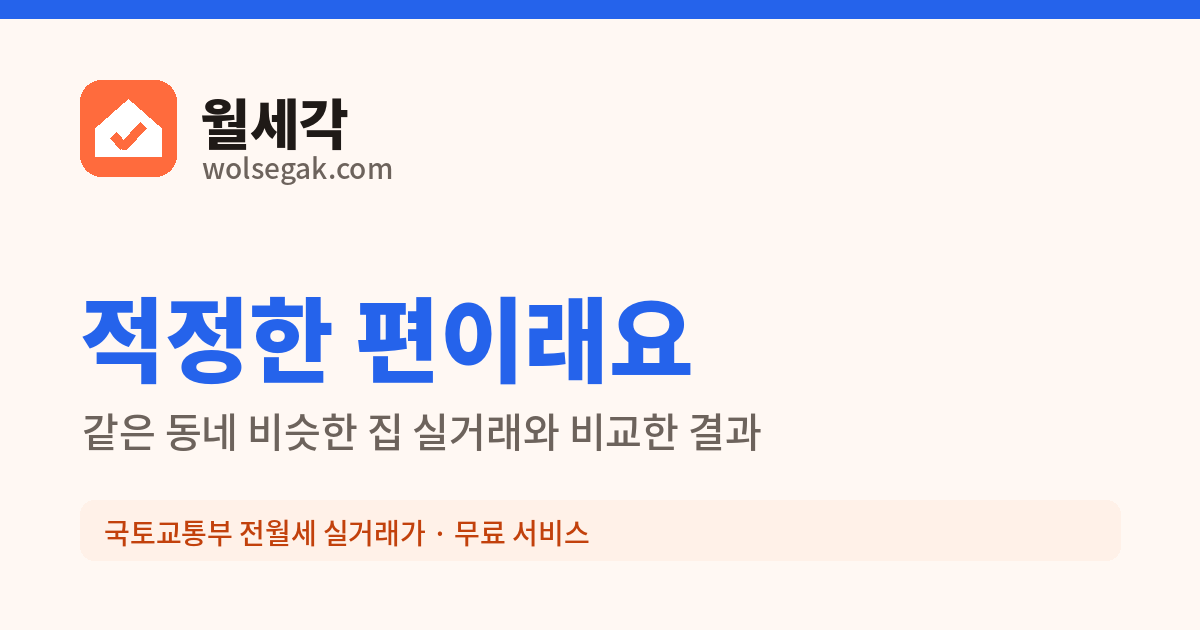 월세각
wolsegak.com
적정한 편이래요
같은 동네 비슷한 집 실거래와 비교한 결과
국토교통부 전월세 실거래가 · 무료 서비스